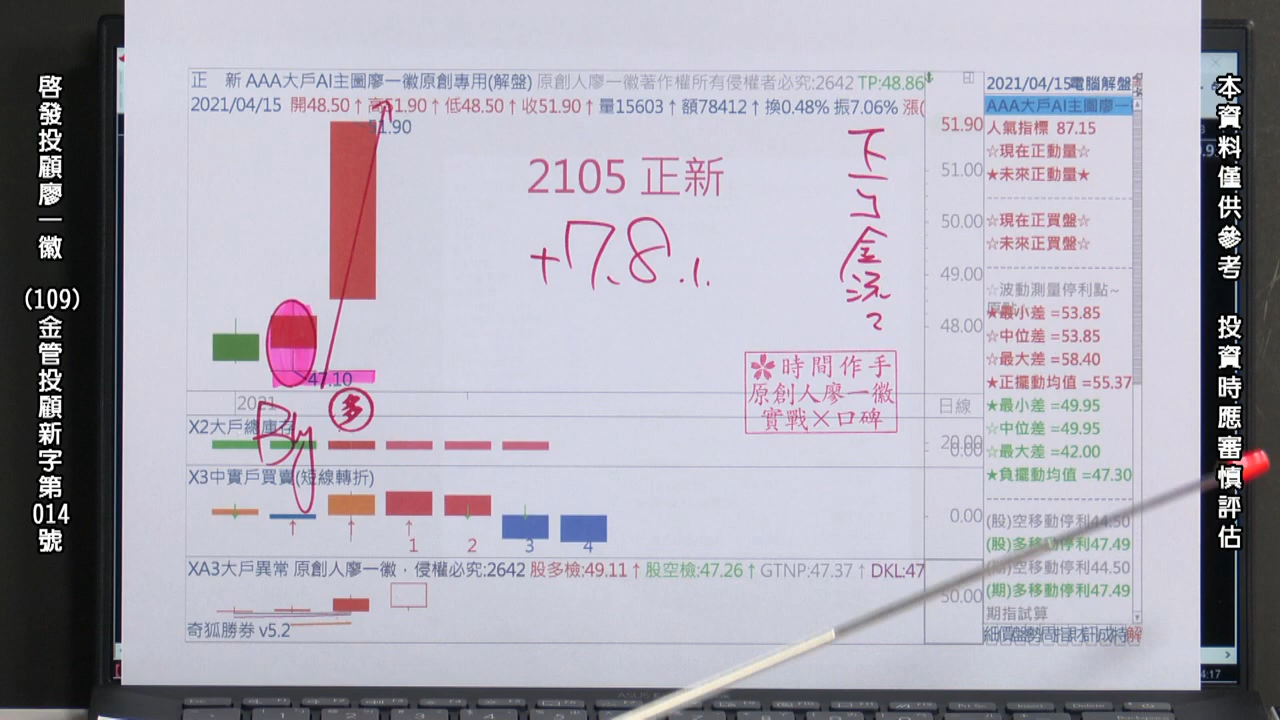 啓發投顧廖一徽
(109)金管投顧新字第014號
本資料僅供參考 投資時應審慎評估
正 新 AAA大戶AI主圖廖一徽原創專用(解盤) 原創人廖一徽著作權所有侵權者必究:2642 TP:48.86
2021/04/15 開48.50↑高51.90↑低48.50↑收51.90↑量15603↑額78412↑換0.48% 振7.06% 漲(
51.90
2105 正新
+7.8
47.10
多
By
時間作手
原創人廖一徽
實戰X口碑
2021
日線
51.90
51.00
50.00
49.00
48.00
X2大戶總庫存
20.00
0.00
X3中實戶買賣(短線轉折)
0.00
1 2 3 4
XA3大戶異常 原創人廖一徽，侵權必究:2642 股多檢:49.11↑股空檢:47.26↑GTNP:47.37↑DKL:47
50.00
奇狐勝券 v5.2
2021/04/15電腦解盤
AAA大戶AI主圖廖一
人氣指標 87.15
☆現在正動量☆
★未來正動量★
☆現在正買盤☆
☆未來正買盤☆
☆波動測量停利點~
★最小差 =53.85
☆中位差 =53.85
☆最大差 =58.40
★正擺動均值 =55.37
★最小差 =49.95
☆中位差 =49.95
☆最大差 =42.00
★負擺動均值 =47.30
(股)空移動停利44.50
(股)多移動停利47.49
(期)空移動停利44.50
(期)多移動停利47.49
期指試算